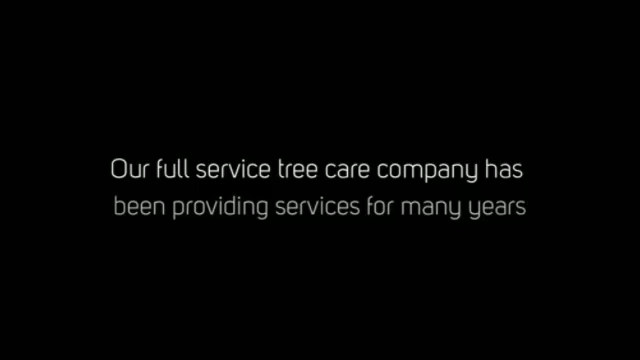 Our full service tree care company has
been providing services for many years